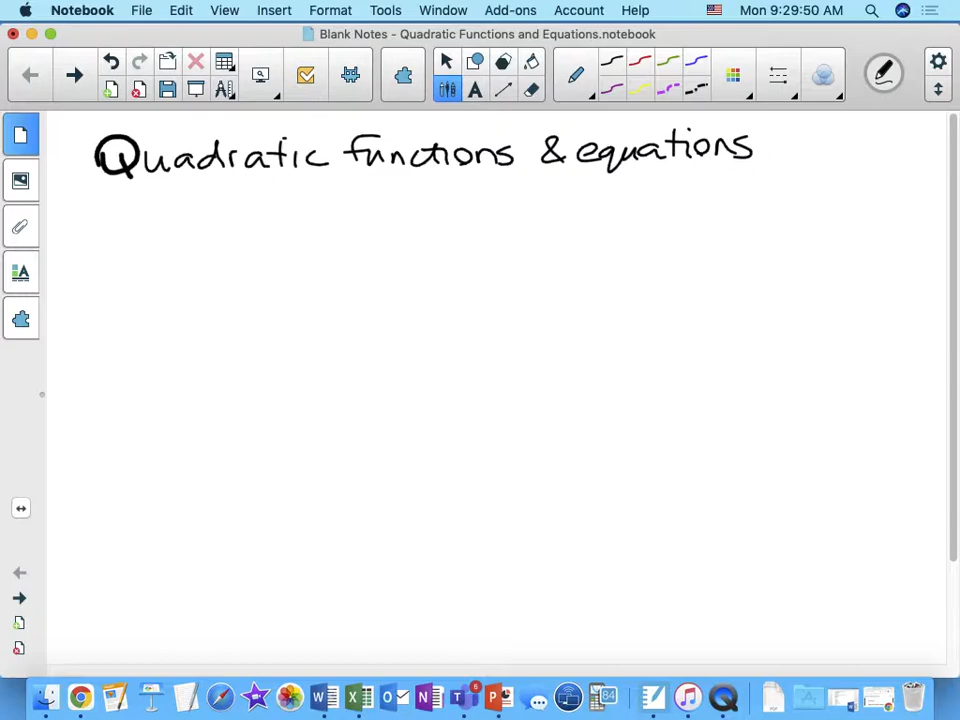 Notebook File Edit View Insert Format Tools Window Add-ons Account Help Mon 9:29:50 AM
Blank Notes - Quadratic Functions and Equations.notebook
Quadratic functions & equations